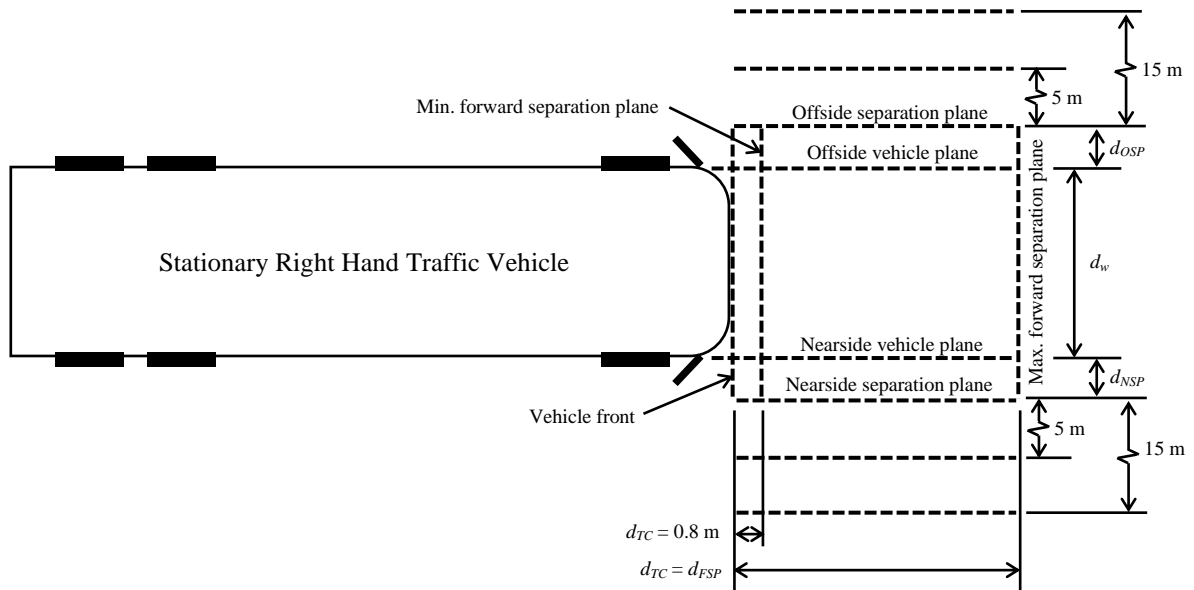 15 m
5 m
Min. forward separation plane
Offside separation plane
Offside vehicle plane
d_OSP
Max. forward separation plane
Stationary Right Hand Traffic Vehicle
d_w
Nearside vehicle plane
d_NSP
Nearside separation plane
Vehicle front
5 m
15 m
d_TC = 0.8 m
d_TC = d_FSP